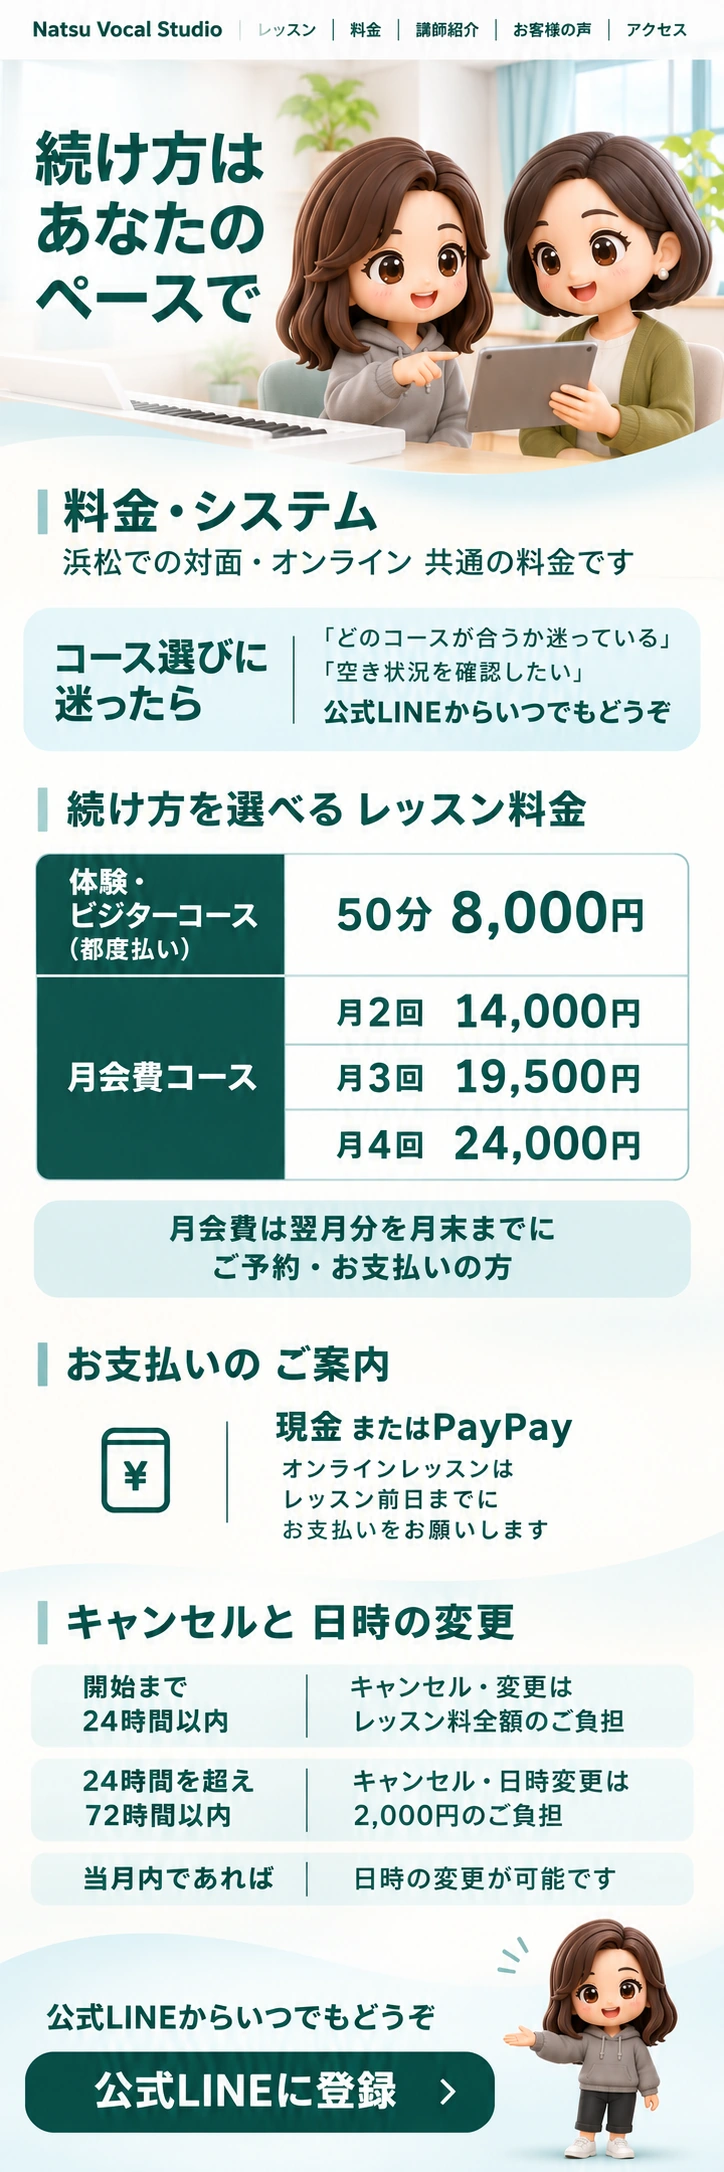 Natsu Vocal Studio | レッスン | 料金 | 講師紹介 | お客様の声 | アクセス
続け方は
あなたの
ペースで
料金・システム
浜松での対面・オンライン 共通の料金です
コース選びに
迷ったら
「どのコースが合うか迷っている」
「空き状況を確認したい」
公式LINEからいつでもどうぞ
続け方を選べる レッスン料金
体験・
ビジターコース
（都度払い）
50分 8,000円
月会費コース
月2回 14,000円
月3回 19,500円
月4回 24,000円
月会費は翌月分を月末までに
ご予約・お支払いの方
お支払いの ご案内
¥
現金 またはPayPay
オンラインレッスンは
レッスン前日までに
お支払いをお願いします
キャンセルと 日時の変更
開始まで
24時間以内
キャンセル・変更は
レッスン料全額のご負担
24時間を超え
72時間以内
キャンセル・日時変更は
2,000円のご負担
当月内であれば
日時の変更が可能です
公式LINEからいつでもどうぞ
公式LINEに登録